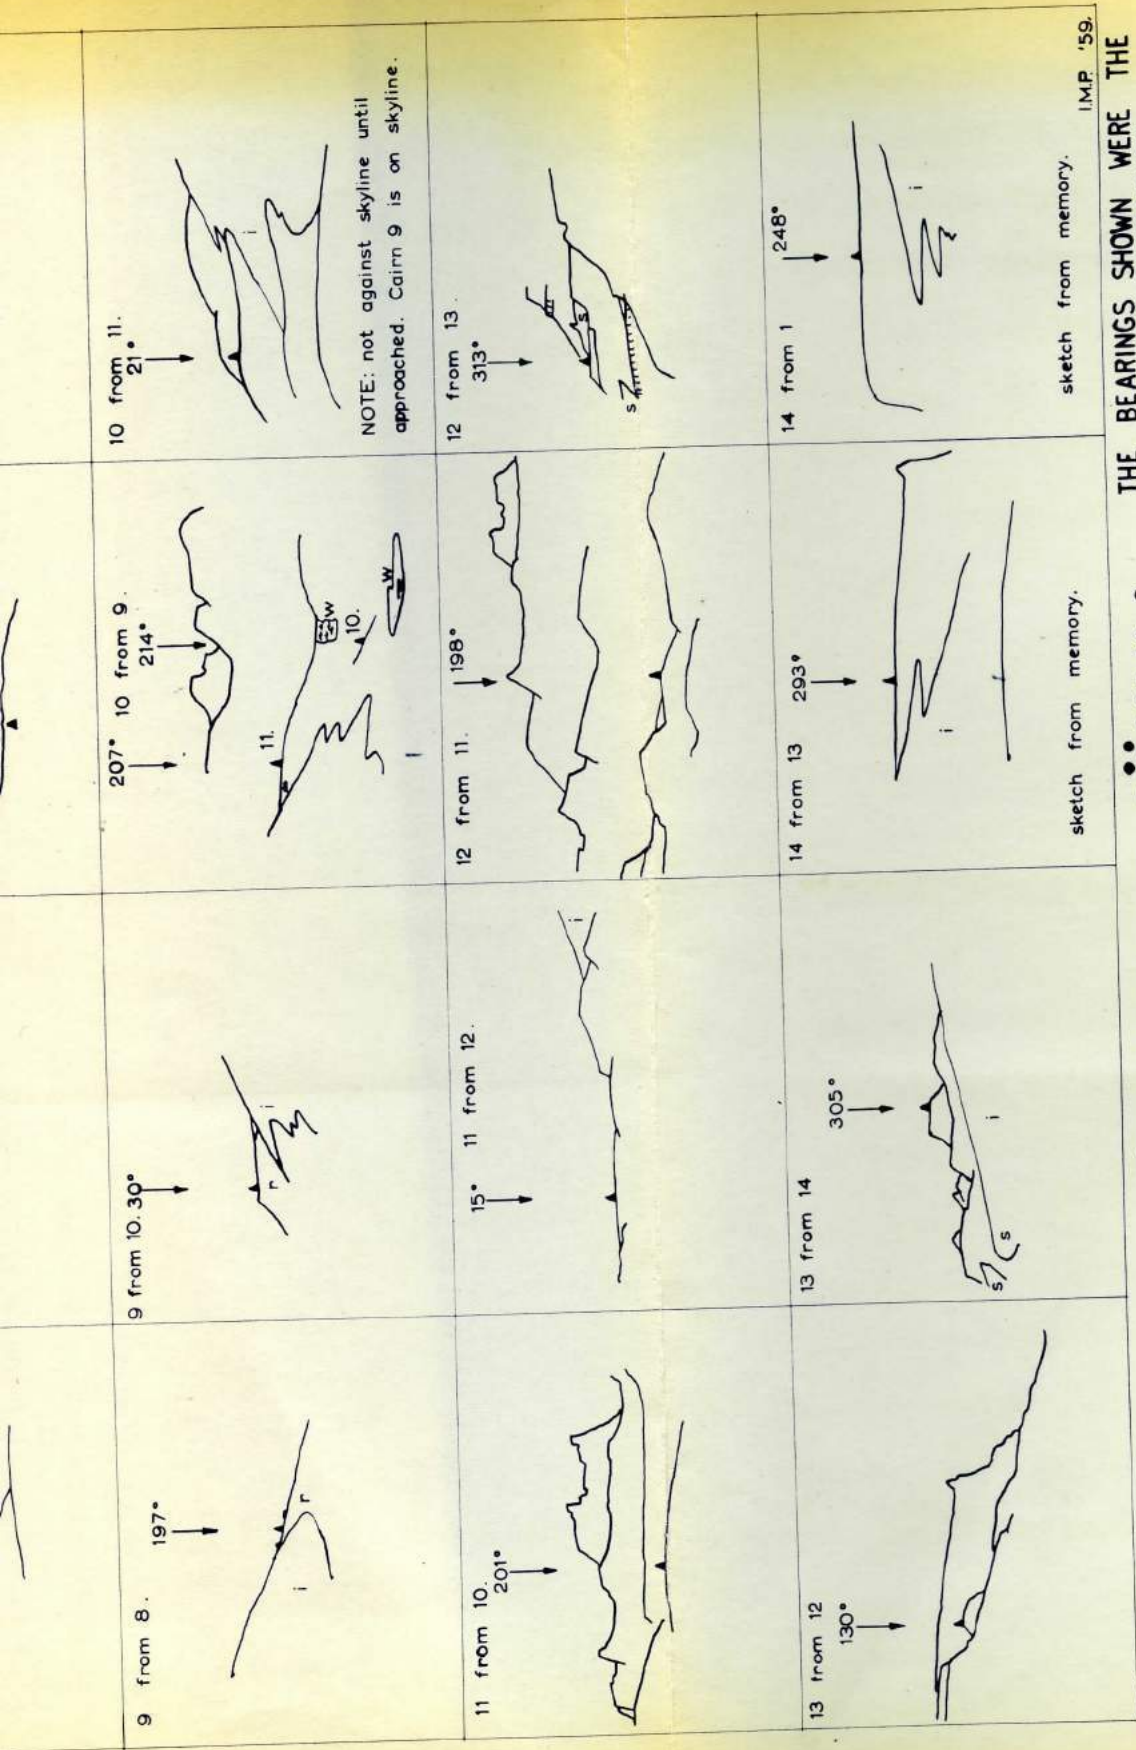 9 from 8.
197°
i
r
9 from 10. 30°
r
i
207° 10 from 9.
214°
11.
W
10.
W
10 from 11.
21°
i
NOTE: not against skyline until
approached. Cairn 9 is on skyline.
11 from 10.
201°
11 from 12.
15°
i
12 from 11.
198°
12 from 13.
313°
s
s
13 from 12
130°
13 from 14
305°
s
s
i
14 from 13
293°
i
sketch from memory.
14 from 1
248°
i
sketch from memory.
I.M.P. '59.
THE BEARINGS SHOWN WERE THE